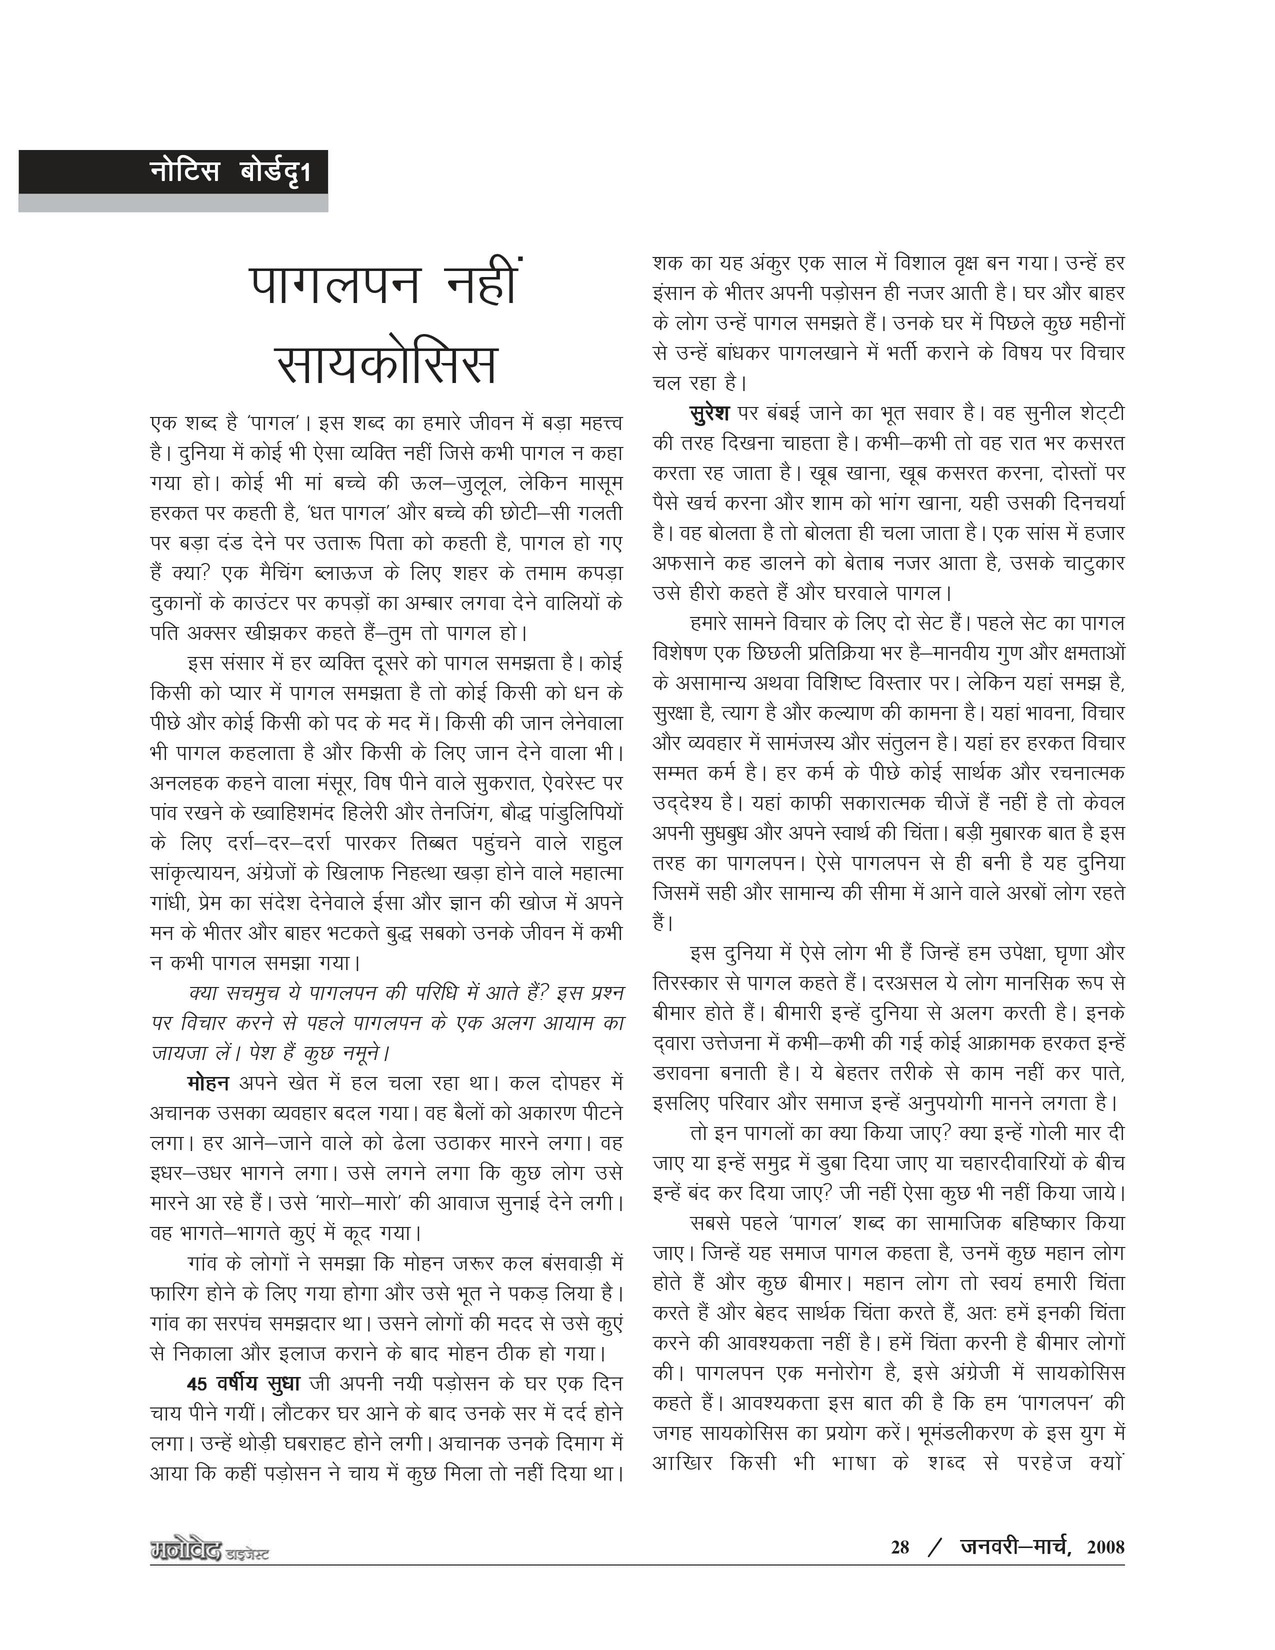 नोटिस बोर्डदृ1
पागलपन नहीं
सायकोसिस
एक शब्द है ‘पागल’। इस शब्द का हमारे जीवन में बड़ा महत्त्व
है। दुनिया में कोई भी ऐसा व्यक्ति नहीं जिसे कभी पागल न कहा
गया हो। कोई भी मां बच्चे की ऊल–जुलूल, लेकिन मासूम
हरकत पर कहती है, ‘धत पागल’ और बच्चे की छोटी–सी गलती
पर बड़ा दंड देने पर उतारू पिता को कहती है, पागल हो गए
हैं क्या? एक मैचिंग ब्लाऊज के लिए शहर के तमाम कपड़ा
दुकानों के काउंटर पर कपड़ों का अम्बार लगवा देने वालियों के
पति अक्सर खीझकर कहते हैं–तुम तो पागल हो।
इस संसार में हर व्यक्ति दूसरे को पागल समझता है। कोई
किसी को प्यार में पागल समझता है तो कोई किसी को धन के
पीछे और कोई किसी को पद के मद में। किसी की जान लेनेवाला
भी पागल कहलाता है और किसी के लिए जान देने वाला भी।
अनलहक कहने वाला मंसूर, विष पीने वाले सुकरात, ऐवरेस्ट पर
पांव रखने के ख्वाहिशमंद हिलेरी और तेनजिंग, बौद्ध पांडुलिपियों
के लिए दर्रा–दर–दर्रा पारकर तिब्बत पहुंचने वाले राहुल
सांकृत्यायन, अंग्रेजों के खिलाफ निहत्था खड़ा होने वाले महात्मा
गांधी, प्रेम का संदेश देनेवाले ईसा और ज्ञान की खोज में अपने
मन के भीतर और बाहर भटकते बुद्ध सबको उनके जीवन में कभी
न कभी पागल समझा गया।
क्या सचमुच ये पागलपन की परिधि में आते हैं? इस प्रश्न
पर विचार करने से पहले पागलपन के एक अलग आयाम का
जायजा लें। पेश हैं कुछ नमूने।
मोहन अपने खेत में हल चला रहा था। कल दोपहर में
अचानक उसका व्यवहार बदल गया। वह बैलों को अकारण पीटने
लगा। हर आने–जाने वाले को ढेला उठाकर मारने लगा। वह
इधर–उधर भागने लगा। उसे लगने लगा कि कुछ लोग उसे
मारने आ रहे हैं। उसे ‘मारो–मारो’ की आवाज सुनाई देने लगी।
वह भागते–भागते कुएं में कूद गया।
गांव के लोगों ने समझा कि मोहन जरूर कल बंसवाड़ी में
फारिग होने के लिए गया होगा और उसे भूत ने पकड़ लिया है।
गांव का सरपंच समझदार था। उसने लोगों की मदद से उसे कुएं
से निकाला और इलाज कराने के बाद मोहन ठीक हो गया।
45 वर्षीय सुधा जी अपनी नयी पड़ोसन के घर एक दिन
चाय पीने गयीं। लौटकर घर आने के बाद उनके सर में दर्द होने
लगा। उन्हें थोड़ी घबराहट होने लगी। अचानक उनके दिमाग में
आया कि कहीं पड़ोसन ने चाय में कुछ मिला तो नहीं दिया था।
शक का यह अंकुर एक साल में विशाल वृक्ष बन गया। उन्हें हर
इंसान के भीतर अपनी पड़ोसन ही नजर आती है। घर और बाहर
के लोग उन्हें पागल समझते हैं। उनके घर में पिछले कुछ महीनों
से उन्हें बांधकर पागलखाने में भर्ती कराने के विषय पर विचार
चल रहा है।
सुरेश पर बंबई जाने का भूत सवार है। वह सुनील शेट्टी
की तरह दिखना चाहता है। कभी–कभी तो वह रात भर कसरत
करता रह जाता है। खूब खाना, खूब कसरत करना, दोस्तों पर
पैसे खर्च करना और शाम को भांग खाना, यही उसकी दिनचर्या
है। वह बोलता है तो बोलता ही चला जाता है। एक सांस में हजार
अफसाने कह डालने को बेताब नजर आता है, उसके चाटुकार
उसे हीरो कहते हैं और घरवाले पागल।
हमारे सामने विचार के लिए दो सेट हैं। पहले सेट का पागल
विशेषण एक छिछली प्रतिक्रिया भर है–मानवीय गुण और क्षमताओं
के असामान्य अथवा विशिष्ट विस्तार पर। लेकिन यहां समझ है,
सुरक्षा है, त्याग है और कल्याण की कामना है। यहां भावना, विचार
और व्यवहार में सामंजस्य और संतुलन है। यहां हर हरकत विचार
सम्मत कर्म है। हर कर्म के पीछे कोई सार्थक और रचनात्मक
उद्देश्य है। यहां काफी सकारात्मक चीजें हैं नहीं है तो केवल
अपनी सुधबुध और अपने स्वार्थ की चिंता। बड़ी मुबारक बात है इस
तरह का पागलपन। ऐसे पागलपन से ही बनी है यह दुनिया
जिसमें सही और सामान्य की सीमा में आने वाले अरबों लोग रहते
हैं।
इस दुनिया में ऐसे लोग भी हैं जिन्हें हम उपेक्षा, घृणा और
तिरस्कार से पागल कहते हैं। दरअसल ये लोग मानसिक रूप से
बीमार होते हैं। बीमारी इन्हें दुनिया से अलग करती है। इनके
द्वारा उत्तेजना में कभी–कभी की गई कोई आक्रामक हरकत इन्हें
डरावना बनाती है। ये बेहतर तरीके से काम नहीं कर पाते,
इसलिए परिवार और समाज इन्हें अनुपयोगी मानने लगता है।
तो इन पागलों का क्या किया जाए? क्या इन्हें गोली मार दी
जाए या इन्हें समुद्र में डुबा दिया जाए या चहारदीवारियों के बीच
इन्हें बंद कर दिया जाए? जी नहीं ऐसा कुछ भी नहीं किया जाये।
सबसे पहले ‘पागल’ शब्द का सामाजिक बहिष्कार किया
जाए। जिन्हें यह समाज पागल कहता है, उनमें कुछ महान लोग
होते हैं और कुछ बीमार। महान लोग तो स्वयं हमारी चिंता
करते हैं और बेहद सार्थक चिंता करते हैं, अतः हमें इनकी चिंता
करने की आवश्यकता नहीं है। हमें चिंता करनी है बीमार लोगों
की। पागलपन एक मनोरोग है, इसे अंग्रेजी में सायकोसिस
कहते हैं। आवश्यकता इस बात की है कि हम ‘पागलपन’ की
जगह सायकोसिस का प्रयोग करें। भूमंडलीकरण के इस युग में
आखिर किसी भी भाषा के शब्द से परहेज क्यों
मनोवेद डाइजेस्ट
28 / जनवरी–मार्च, 2008